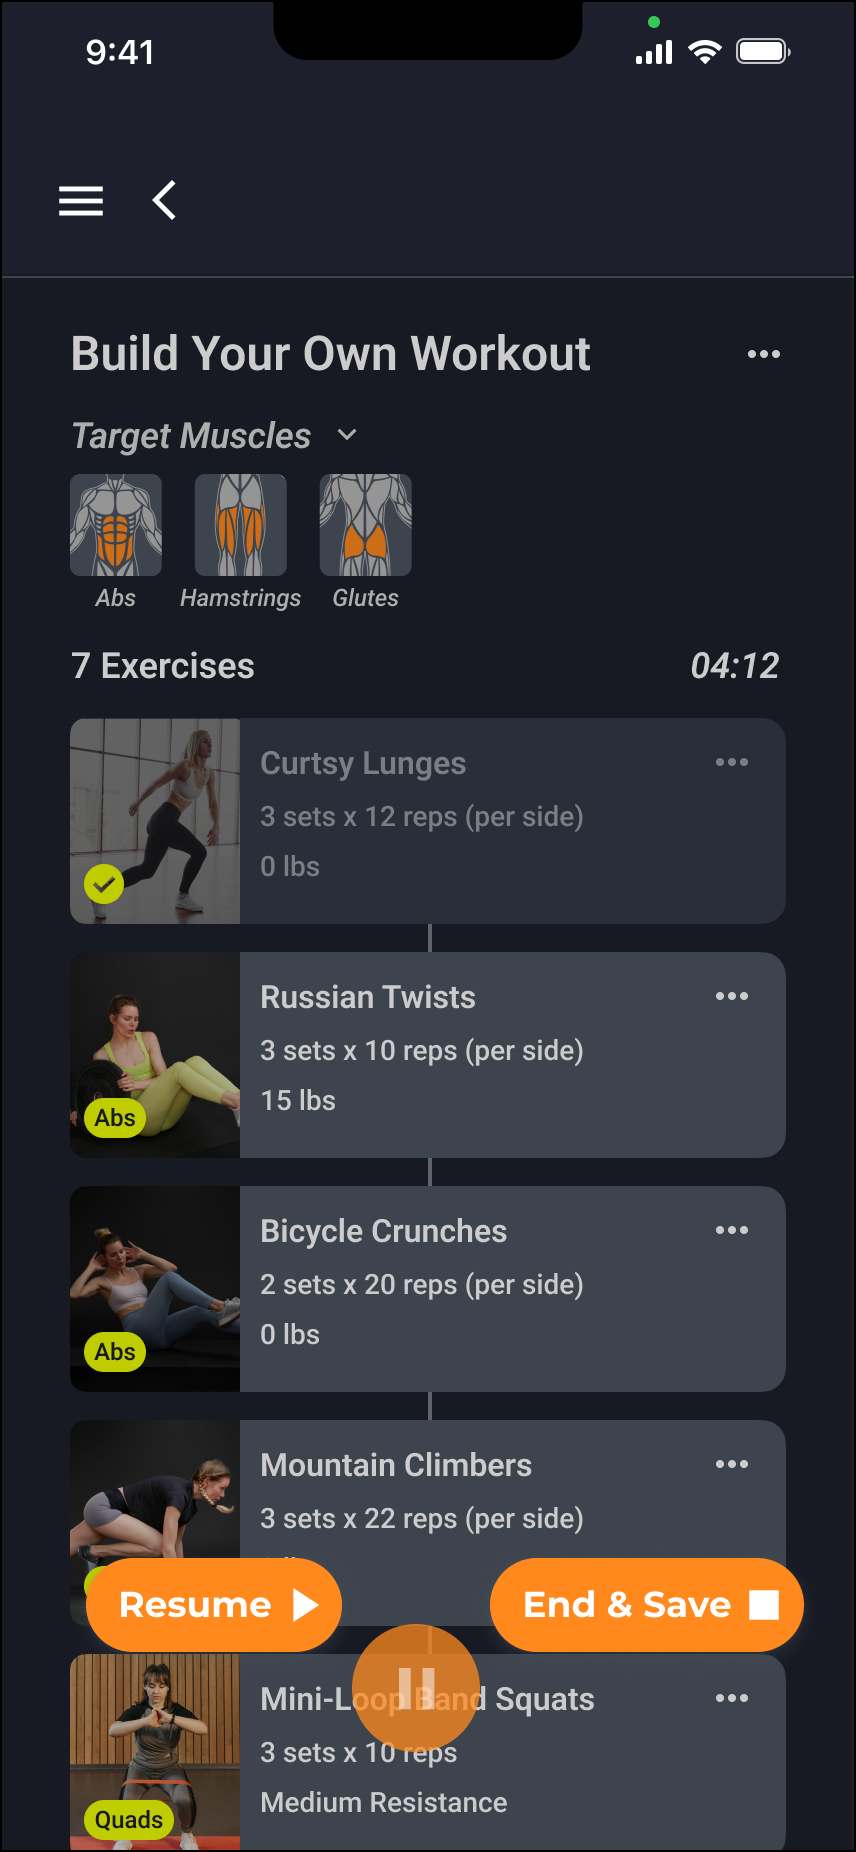 9:41
Build Your Own Workout
Target Muscles
Abs
Hamstrings
Glutes
7 Exercises
04:12
Curtsy Lunges
3 sets x 12 reps (per side)
0 lbs
Russian Twists
3 sets x 10 reps (per side)
15 lbs
Abs
Bicycle Crunches
2 sets x 20 reps (per side)
0 lbs
Abs
Mountain Climbers
3 sets x 22 reps (per side)
Resume
End & Save
Mini-Loop Band Squats
3 sets x 10 reps
Medium Resistance
Quads